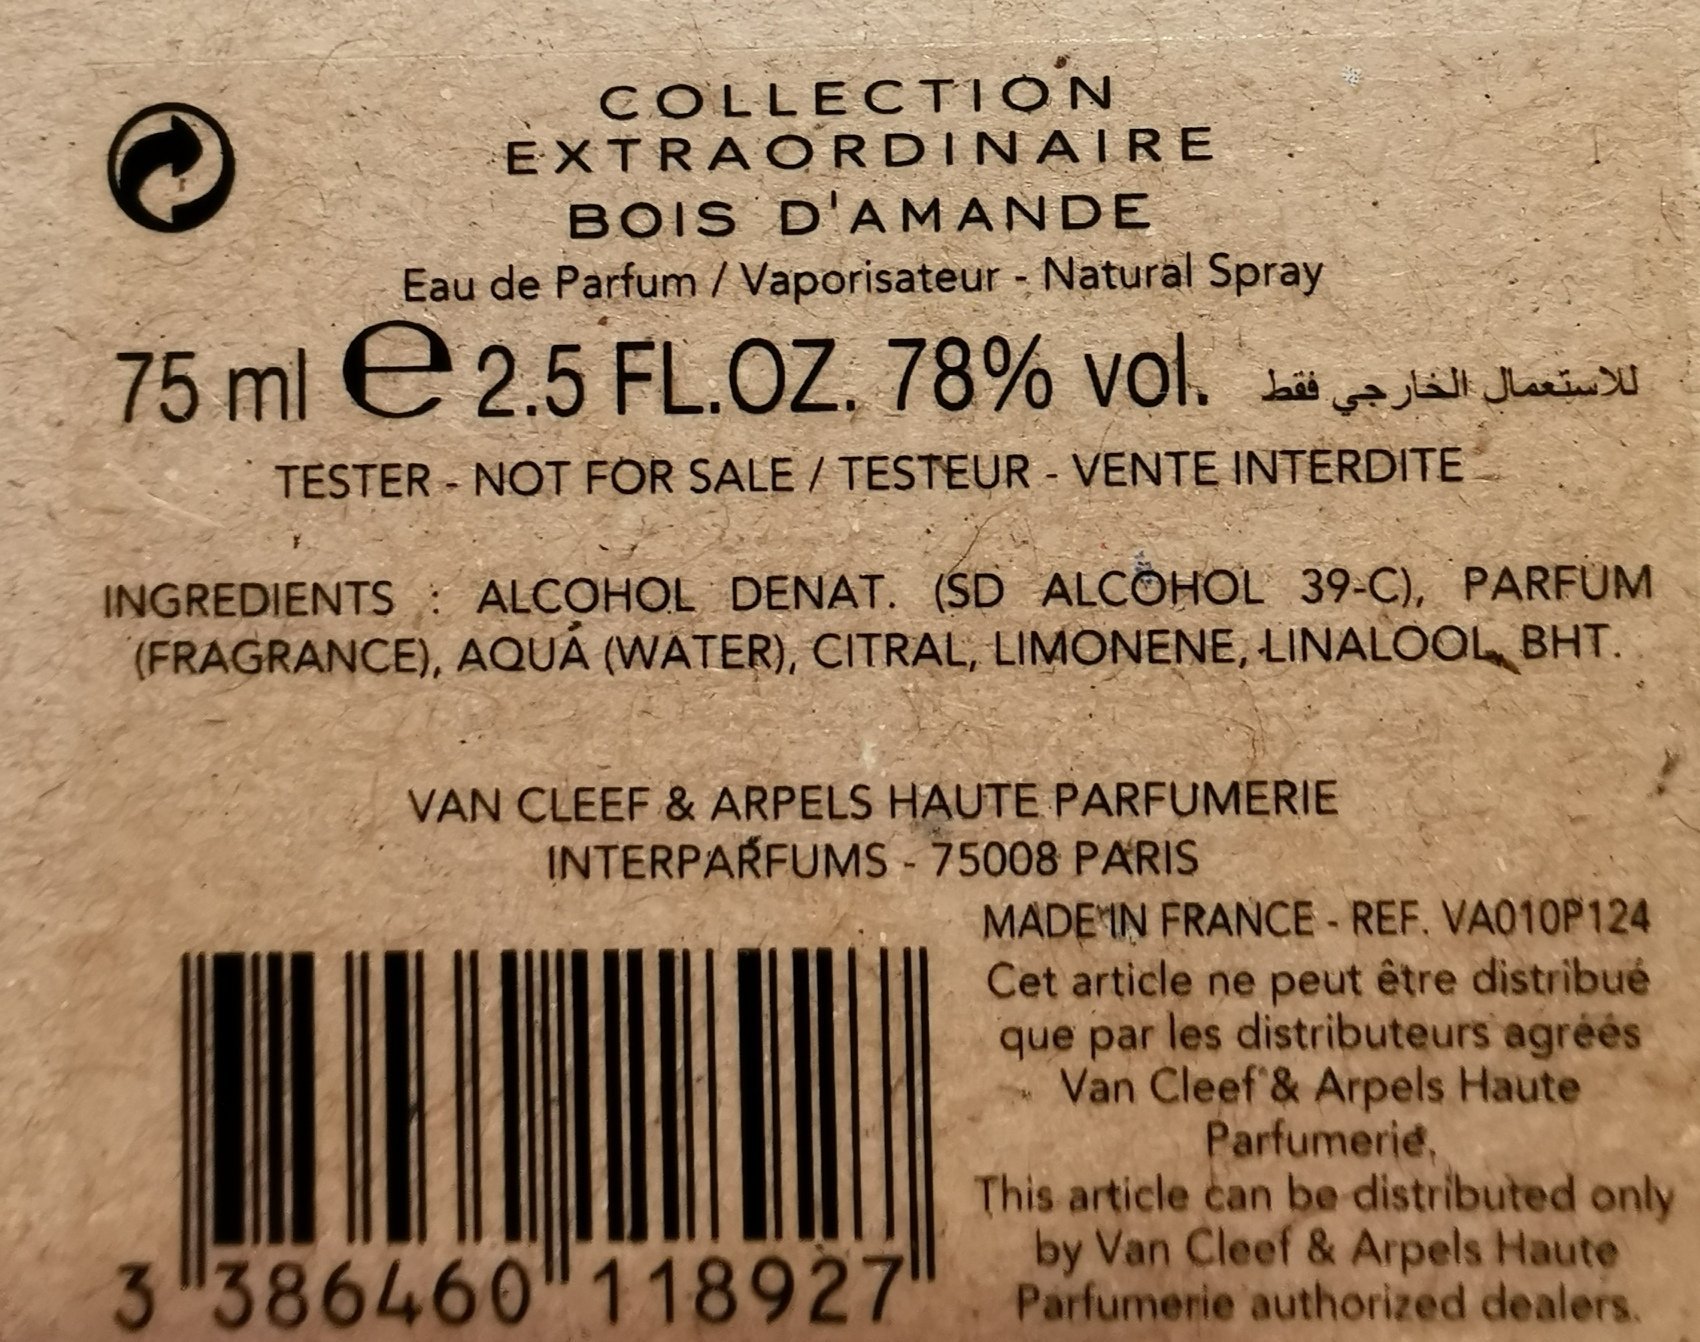 COLLECTION
EXTRAORDINAIRE
BOIS D'AMANDE
Eau de Parfum / Vaporisateur - Natural Spray
75 ml e 2.5 FL.OZ. 78% vol. للاستعمال الخارجي فقط
TESTER - NOT FOR SALE / TESTEUR - VENTE INTERDITE
INGREDIENTS : ALCOHOL DENAT. (SD ALCOHOL 39-C), PARFUM
(FRAGRANCE), AQUA (WATER), CITRAL, LIMONENE, LINALOOL, BHT.
VAN CLEEF & ARPELS HAUTE PARFUMERIE
INTERPARFUMS - 75008 PARIS
MADE IN FRANCE - REF. VA010P124
Cet article ne peut être distribué
que par les distributeurs agréés
Van Cleef & Arpels Haute
Parfumerie.
This article can be distributed only
by Van Cleef & Arpels Haute
Parfumerie authorized dealers.
3 386460 118927